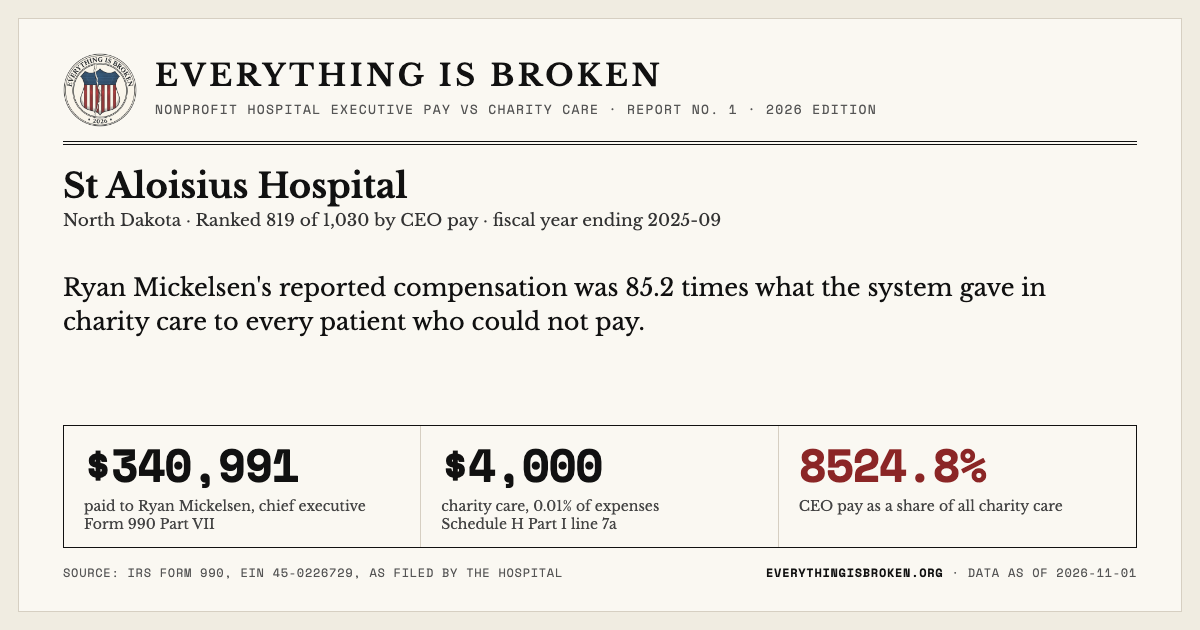 EVERYTHING IS BROKEN
2026
EVERYTHING IS BROKEN
NONPROFIT HOSPITAL EXECUTIVE PAY VS CHARITY CARE · REPORT NO. 1 · 2026 EDITION
St Aloisius Hospital
North Dakota · Ranked 819 of 1,030 by CEO pay · fiscal year ending 2025-09
Ryan Mickelsen's reported compensation was 85.2 times what the system gave in
charity care to every patient who could not pay.
$340,991
paid to Ryan Mickelsen, chief executive
Form 990 Part VII
$4,000
charity care, 0.01% of expenses
Schedule H Part I line 7a
8524.8%
CEO pay as a share of all charity care
SOURCE: IRS FORM 990, EIN 45-0226729, AS FILED BY THE HOSPITAL
EVERYTHINGISBROKEN.ORG · DATA AS OF 2026-11-01